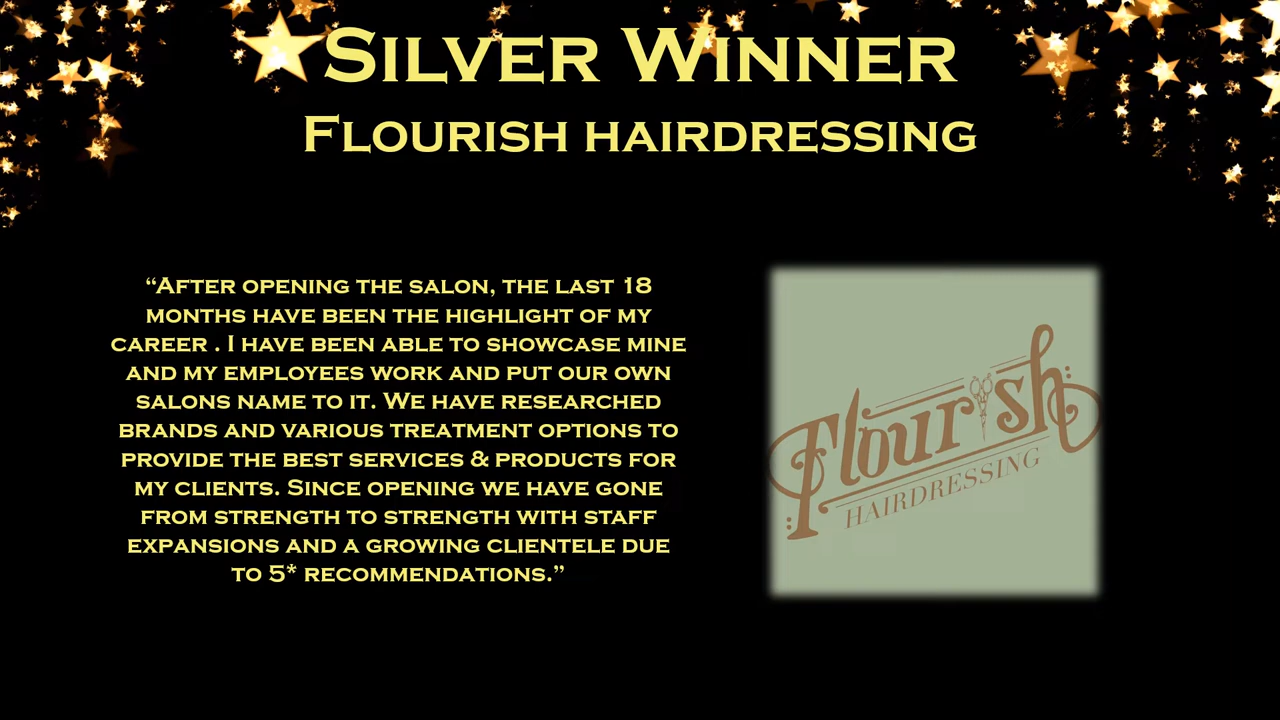 Silver Winner
Flourish hairdressing
“After opening the salon, the last 18
months have been the highlight of my
career . I have been able to showcase mine
and my employees work and put our own
salons name to it. We have researched
brands and various treatment options to
provide the best services & products for
my clients. Since opening we have gone
from strength to strength with staff
expansions and a growing clientele due
to 5* recommendations.”
Flourish
HAIRDRESSING